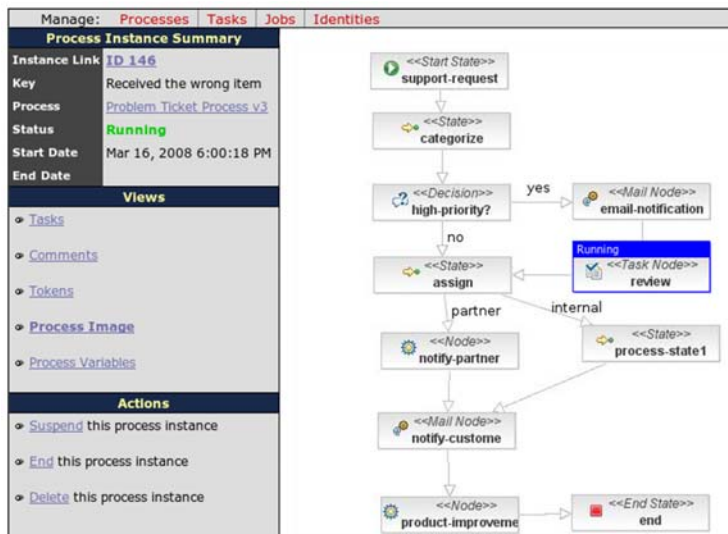 Manage: Processes Tasks Jobs Identities
Process Instance Summary
Instance Link ID 146
Key Received the wrong item
Process Problem Ticket Process v3
Status Running
Start Date Mar 16, 2008 6:00:18 PM
End Date
Views
Tasks
Comments
Tokens
Process Image
Process Variables
Actions
Suspend this process instance
End this process instance
Delete this process instance
<<Start State>>
support-request
<<State>>
categorize
<<Decision>>
high-priority?
yes
<<Mail Node>>
email-notification
no
Running
<<Task Node>>
review
<<State>>
assign
partner
internal
<<Node>>
notify-partner
<<State>>
process-state1
<<Mail Node>>
notify-custome
<<Node>>
product-improveme
<<End State>>
end